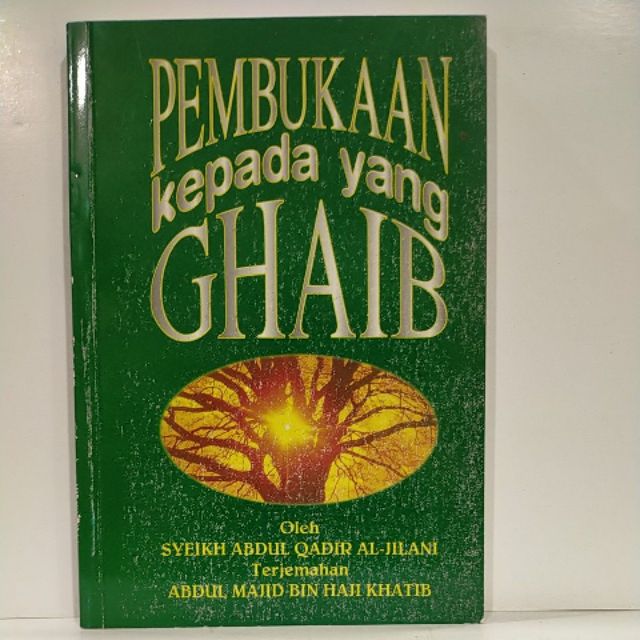 PEMBUKAAN
kepada yang
GHAIB
Oleh
SYEIKH ABDUL QADIR AL-JILANI
Terjemahan
ABDUL MAJID BIN HAJI KHATIB